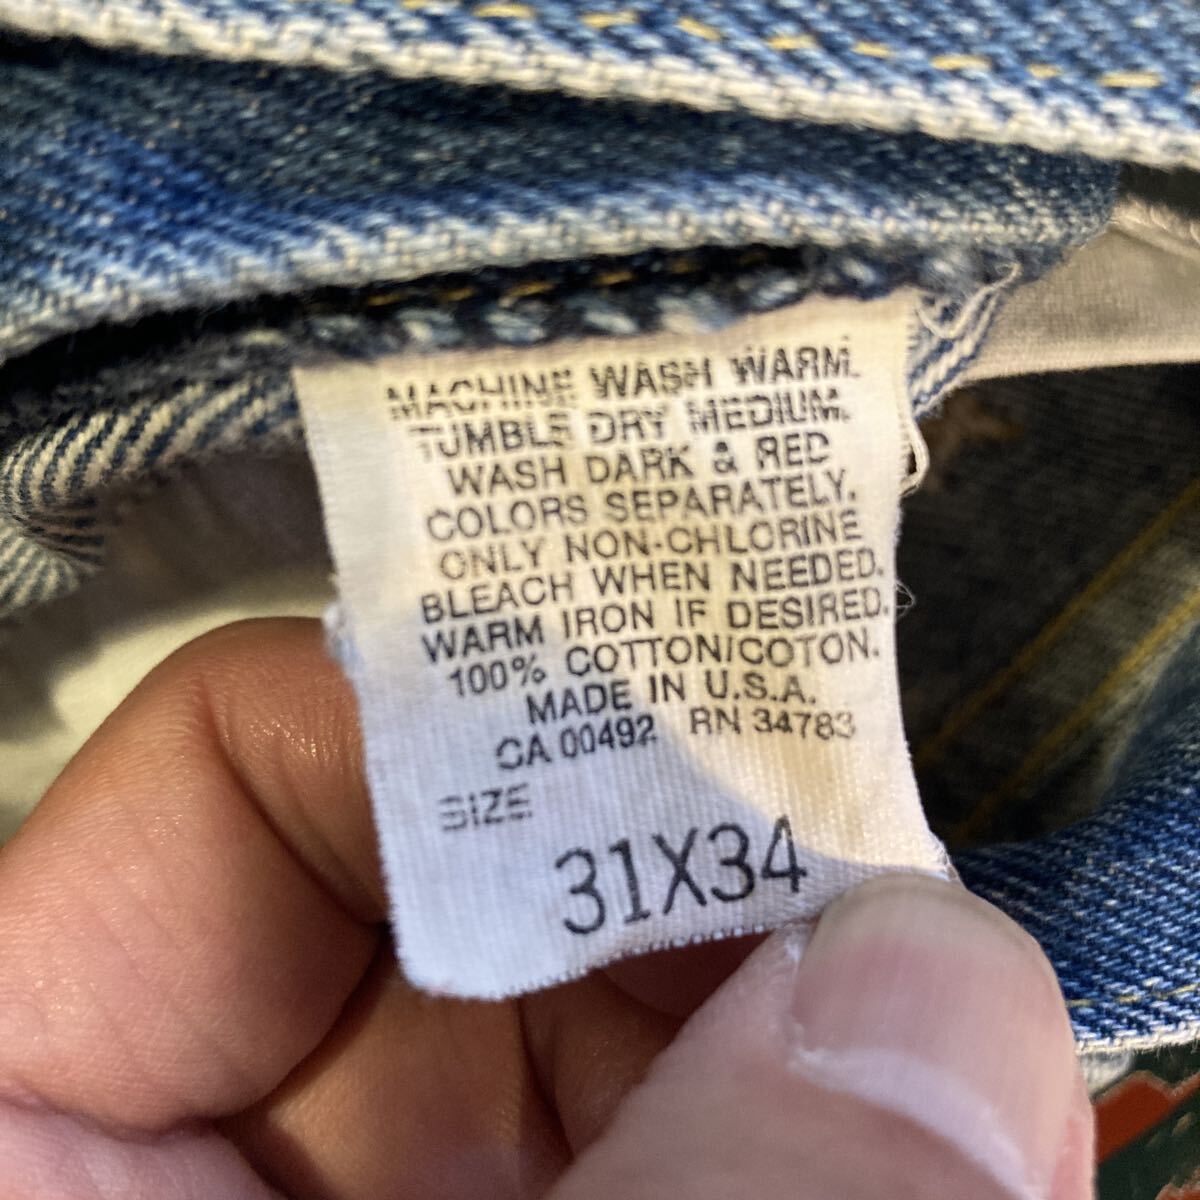 MACHINE WASH WARM.
TUMBLE DRY MEDIUM.
WASH DARK & RED
COLORS SEPARATELY.
ONLY NON-CHLORINE
BLEACH WHEN NEEDED.
WARM IRON IF DESIRED.
100% COTTON/COTON.
MADE IN U.S.A.
CA 00492 RN 34783
SIZE
31X34